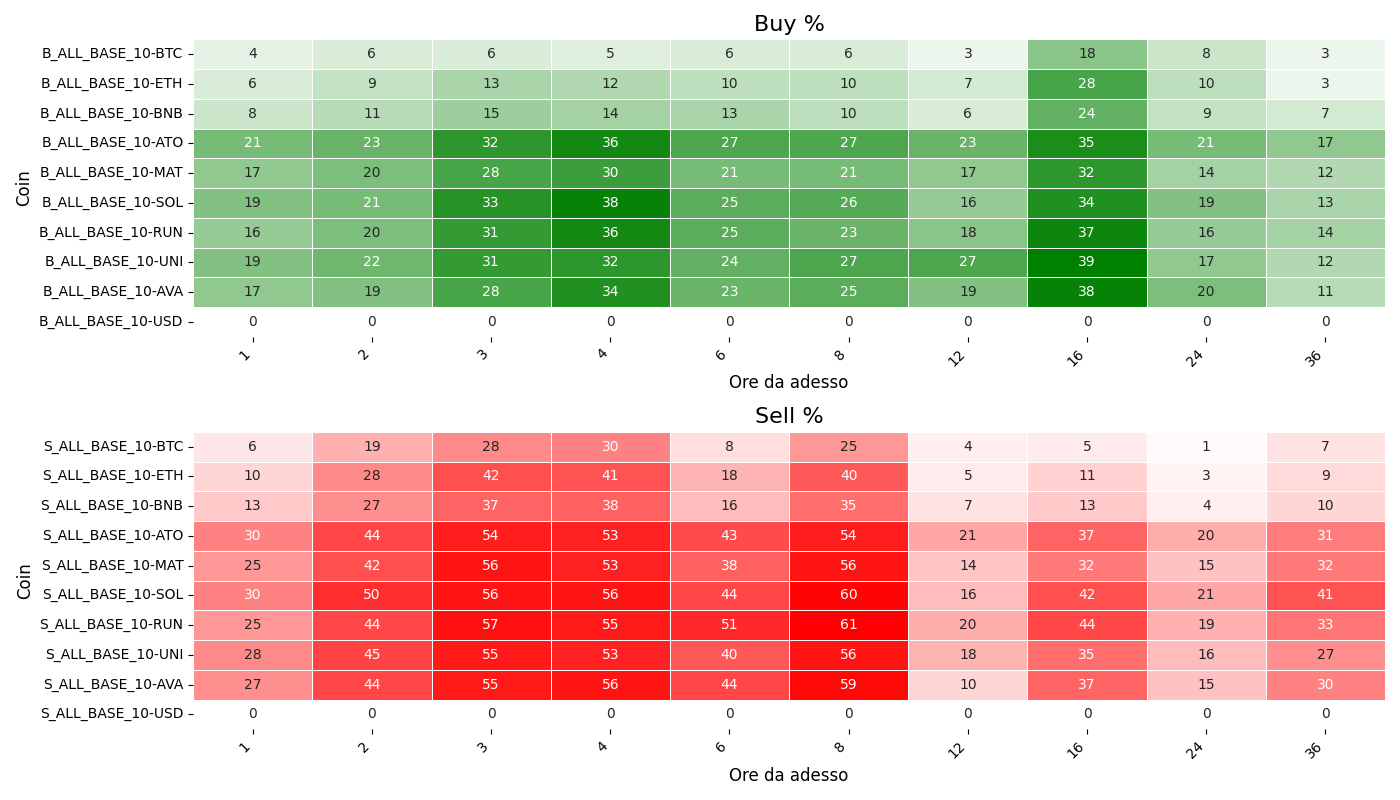 Buy %
Coin
B_ALL_BASE_10-BTC 4 6 6 5 6 6 3 18 8 3
B_ALL_BASE_10-ETH 6 9 13 12 10 10 7 28 10 3
B_ALL_BASE_10-BNB 8 11 15 14 13 10 6 24 9 7
B_ALL_BASE_10-ATO 21 23 32 36 27 27 23 35 21 17
B_ALL_BASE_10-MAT 17 20 28 30 21 21 17 32 14 12
B_ALL_BASE_10-SOL 19 21 33 38 25 26 16 34 19 13
B_ALL_BASE_10-RUN 16 20 31 36 25 23 18 37 16 14
B_ALL_BASE_10-UNI 19 22 31 32 24 27 27 39 17 12
B_ALL_BASE_10-AVA 17 19 28 34 23 25 19 38 20 11
B_ALL_BASE_10-USD 0 0 0 0 0 0 0 0 0 0
1 2 3 4 6 8 12 16 24 36
Ore da adesso
Sell %
Coin
S_ALL_BASE_10-BTC 6 19 28 30 8 25 4 5 1 7
S_ALL_BASE_10-ETH 10 28 42 41 18 40 5 11 3 9
S_ALL_BASE_10-BNB 13 27 37 38 16 35 7 13 4 10
S_ALL_BASE_10-ATO 30 44 54 53 43 54 21 37 20 31
S_ALL_BASE_10-MAT 25 42 56 53 38 56 14 32 15 32
S_ALL_BASE_10-SOL 30 50 56 56 44 60 16 42 21 41
S_ALL_BASE_10-RUN 25 44 57 55 51 61 20 44 19 33
S_ALL_BASE_10-UNI 28 45 55 53 40 56 18 35 16 27
S_ALL_BASE_10-AVA 27 44 55 56 44 59 10 37 15 30
S_ALL_BASE_10-USD 0 0 0 0 0 0 0 0 0 0
1 2 3 4 6 8 12 16 24 36
Ore da adesso